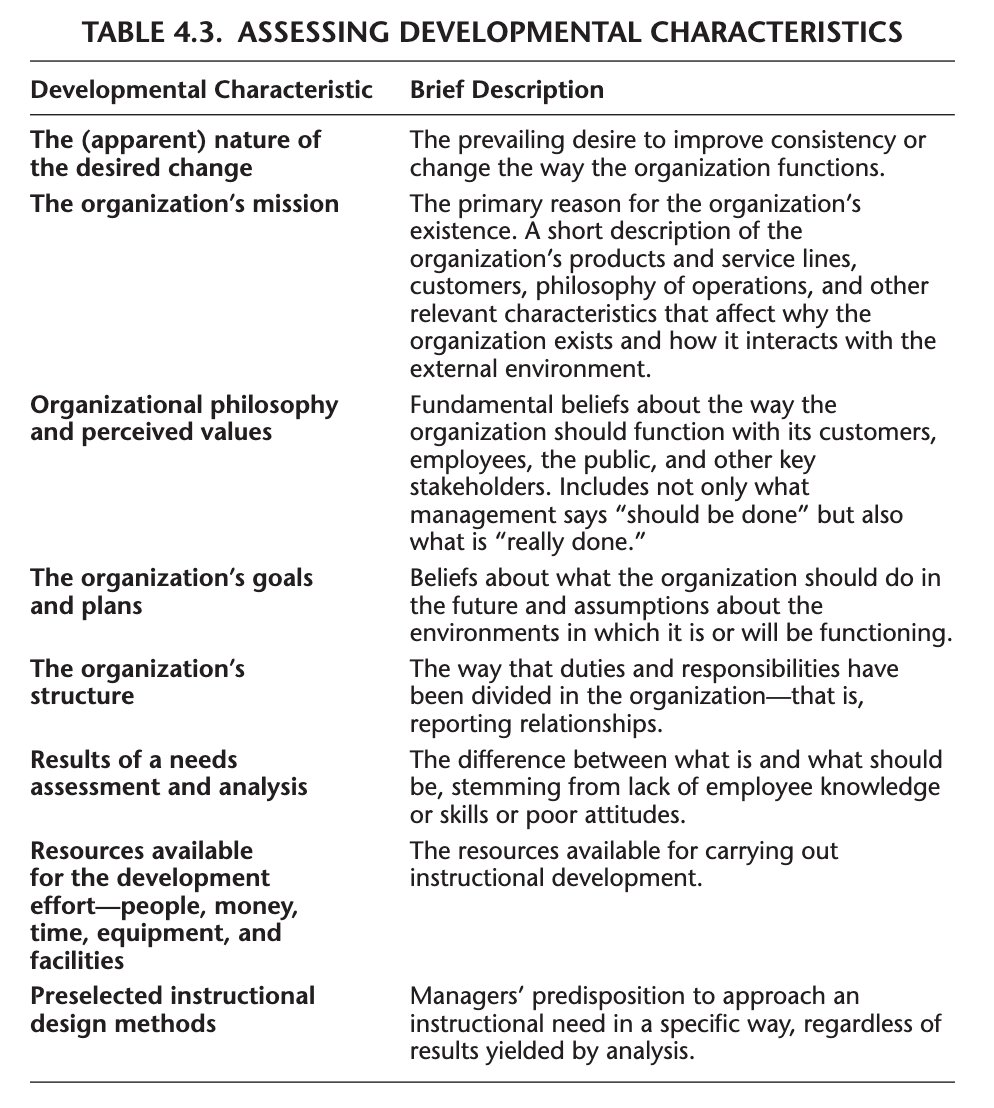 TABLE 4.3. ASSESSING DEVELOPMENTAL CHARACTERISTICS
Developmental Characteristic Brief Description
The (apparent) nature of
the desired change
The prevailing desire to improve consistency or
change the way the organization functions.
The organization’s mission
The primary reason for the organization’s
existence. A short description of the
organization’s products and service lines,
customers, philosophy of operations, and other
relevant characteristics that affect why the
organization exists and how it interacts with the
external environment.
Organizational philosophy
and perceived values
Fundamental beliefs about the way the
organization should function with its customers,
employees, the public, and other key
stakeholders. Includes not only what
management says “should be done” but also
what is “really done.”
The organization’s goals
and plans
Beliefs about what the organization should do in
the future and assumptions about the
environments in which it is or will be functioning.
The organization’s
structure
The way that duties and responsibilities have
been divided in the organization—that is,
reporting relationships.
Results of a needs
assessment and analysis
The difference between what is and what should
be, stemming from lack of employee knowledge
or skills or poor attitudes.
Resources available
for the development
effort—people, money,
time, equipment, and
facilities
The resources available for carrying out
instructional development.
Preselected instructional
design methods
Managers’ predisposition to approach an
instructional need in a specific way, regardless of
results yielded by analysis.